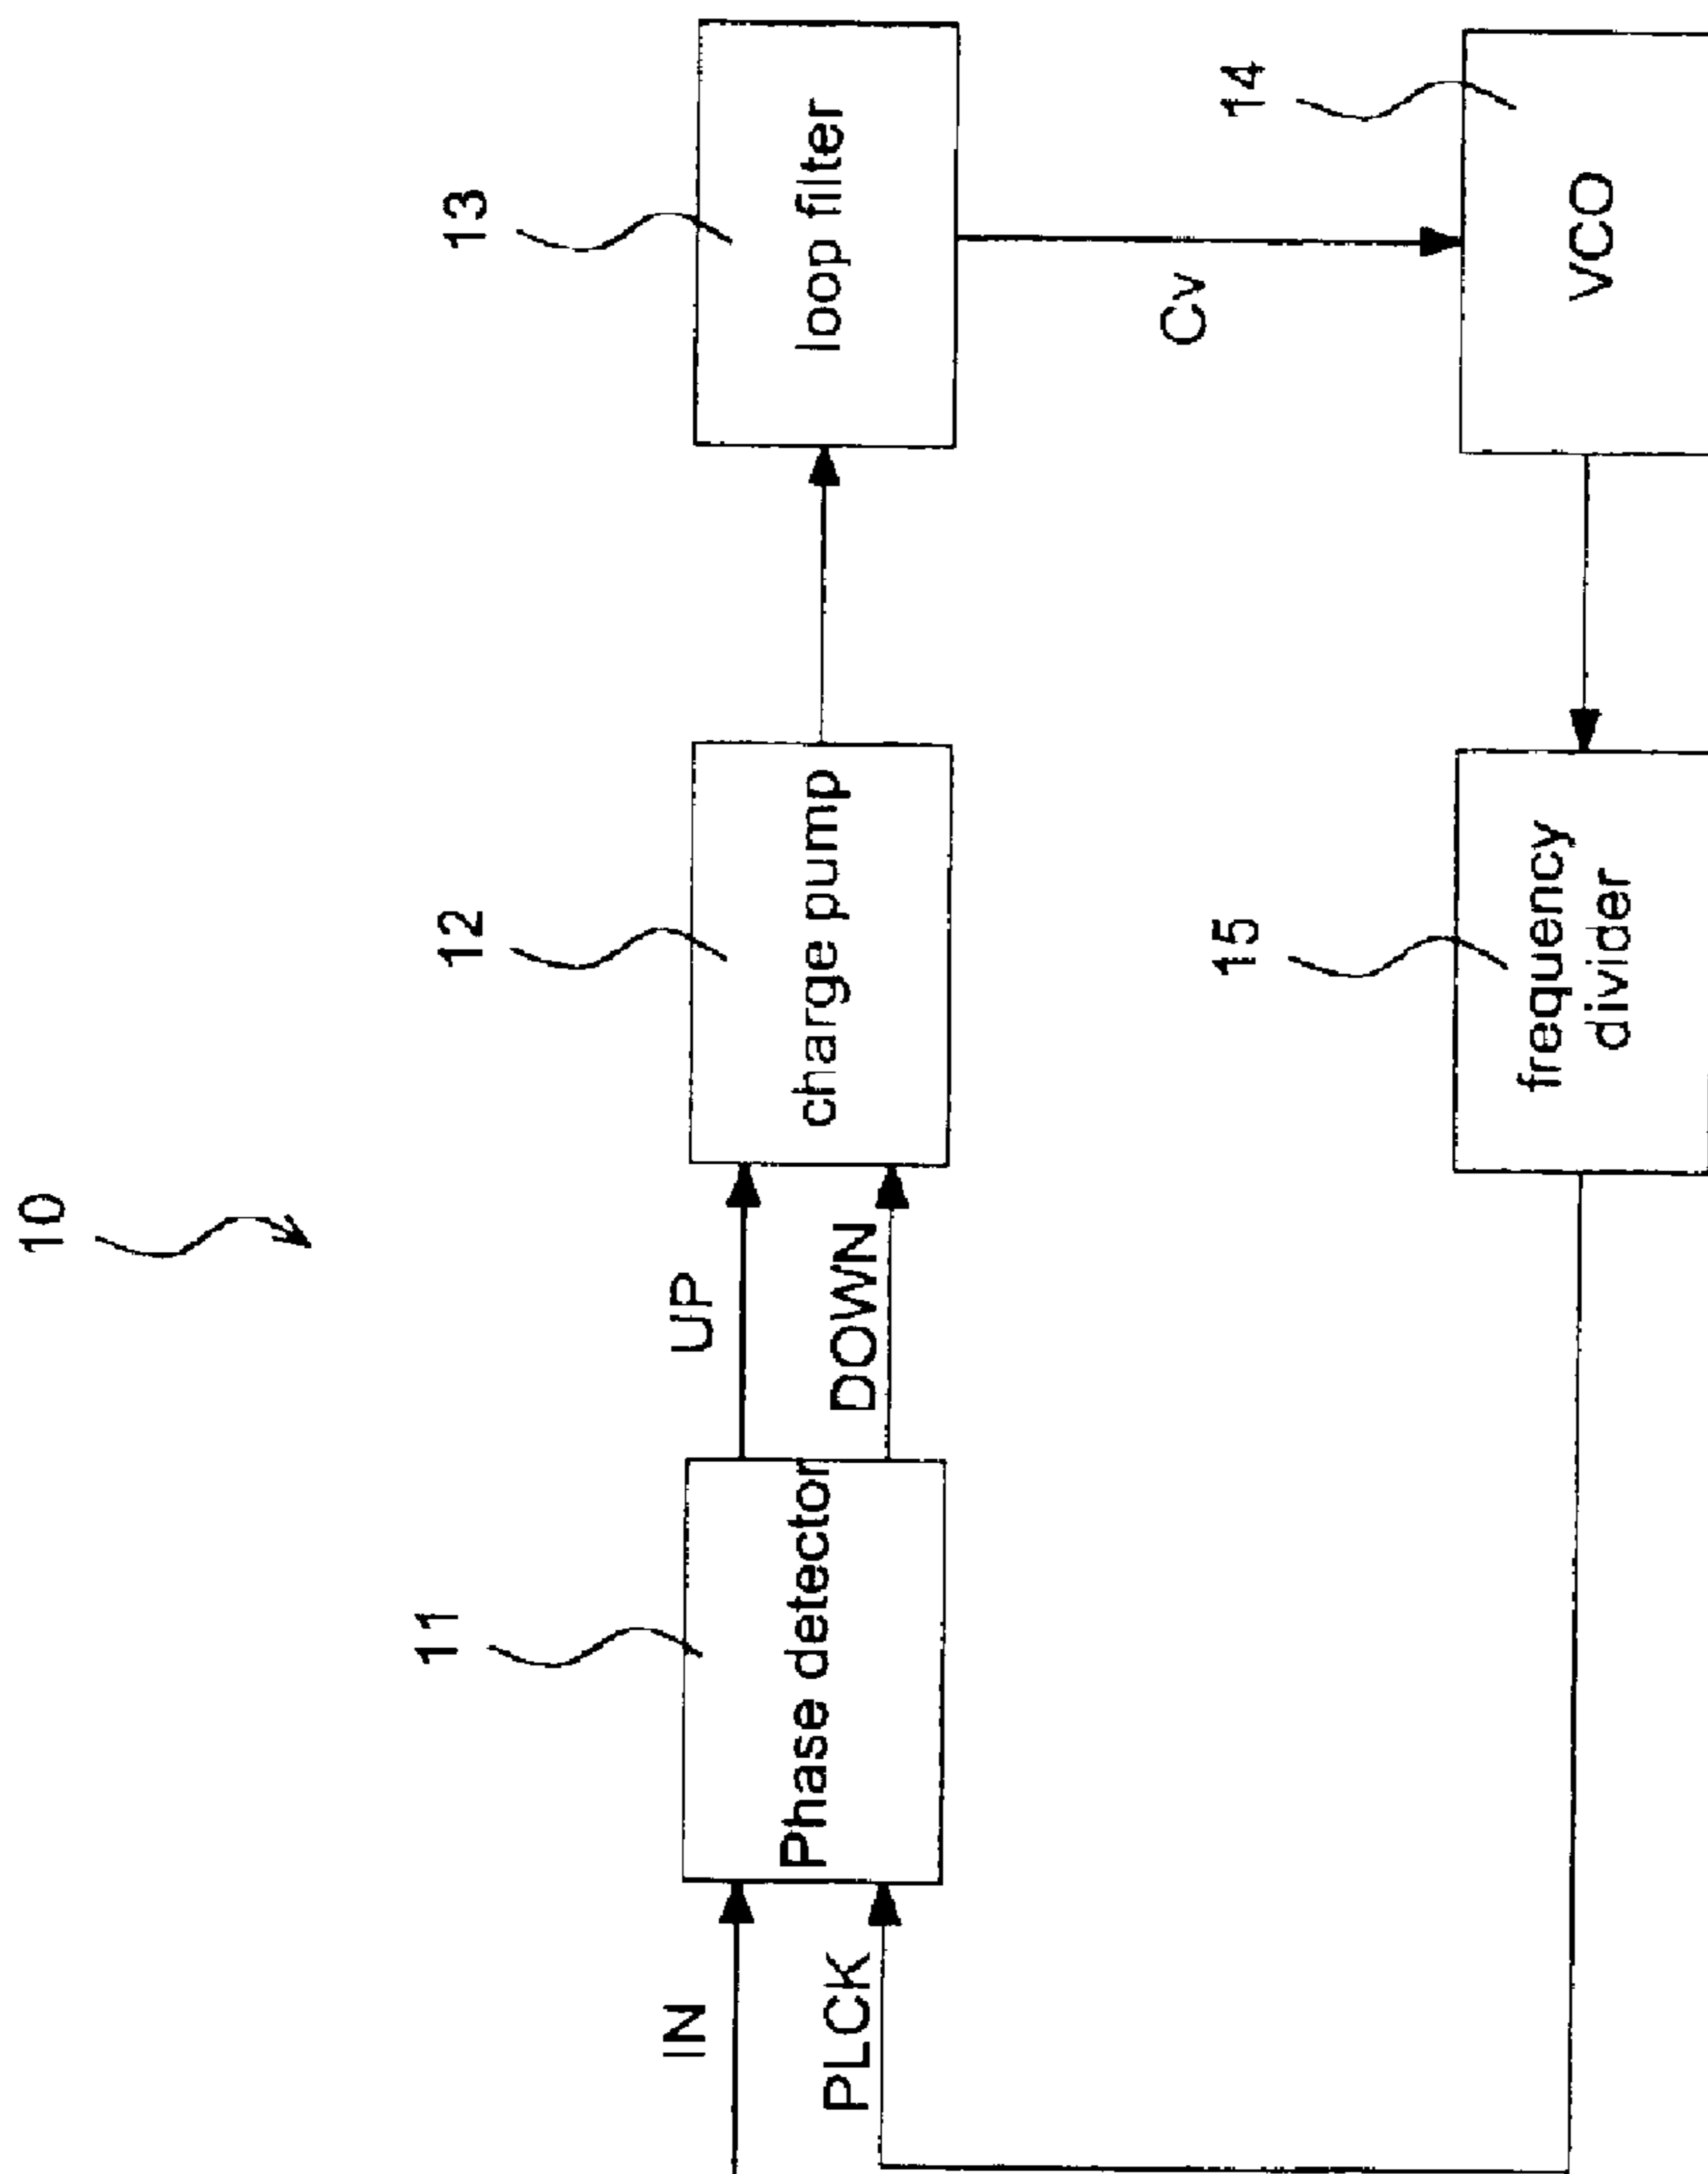 10
11
12
13
IN
UP
Phase detector
charge pump
loop filter
PLCK
DOWN
Cv
15
14
frequency
divider
VCO